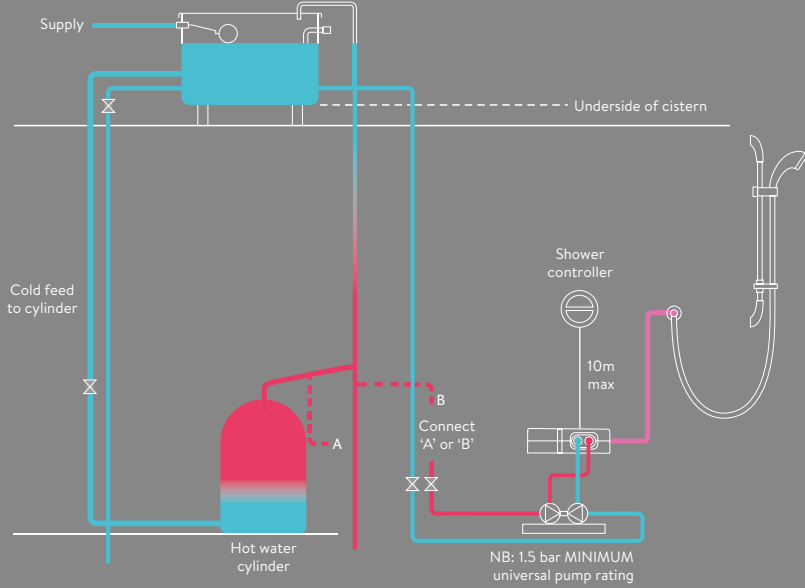 Supply
Underside of cistern
Shower
controller
Cold feed
to cylinder
10m
max
B
Connect
‘A’ or ‘B’
A
Hot water
cylinder
NB: 1.5 bar MINIMUM
universal pump rating